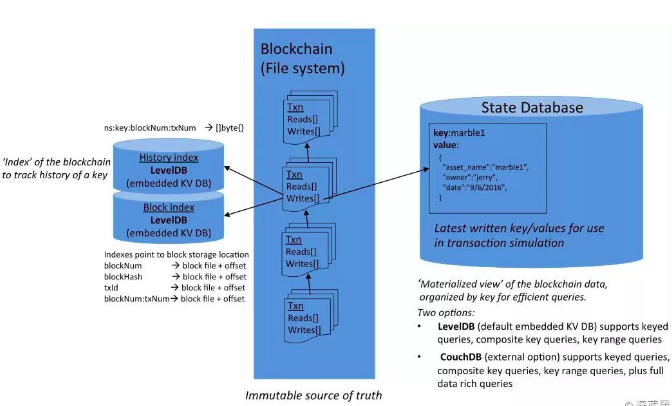 Blockchain
(File system)
Txn
Reads[]
Writes[]
Txn
Reads[]
Writes[]
Txn
Reads[]
Writes[]
Txn
Reads[]
Writes[]
Immutable source of truth
ns:key:blockNum:txNum → []byte{}
‘Index’ of the blockchain
to track history of a key
History index
LevelDB
(embedded KV DB)
Block index
LevelDB
(embedded KV DB)
Indexes point to block storage location
blockNum → block file + offset
blockHash → block file + offset
txId → block file + offset
blockNum:txNum → block file + offset
State Database
key:marble1
value:
{
"asset_name":"marble1",
"owner":"jerry",
"date":"9/6/2016",
}
Latest written key/values for use
in transaction simulation
‘Materialized view’ of the blockchain data,
organized by key for efficient queries.
Two options:
• LevelDB (default embedded KV DB) supports keyed
queries, composite key queries, key range queries
• CouchDB (external option) supports keyed queries,
composite key queries, key range queries, plus full
data rich queries